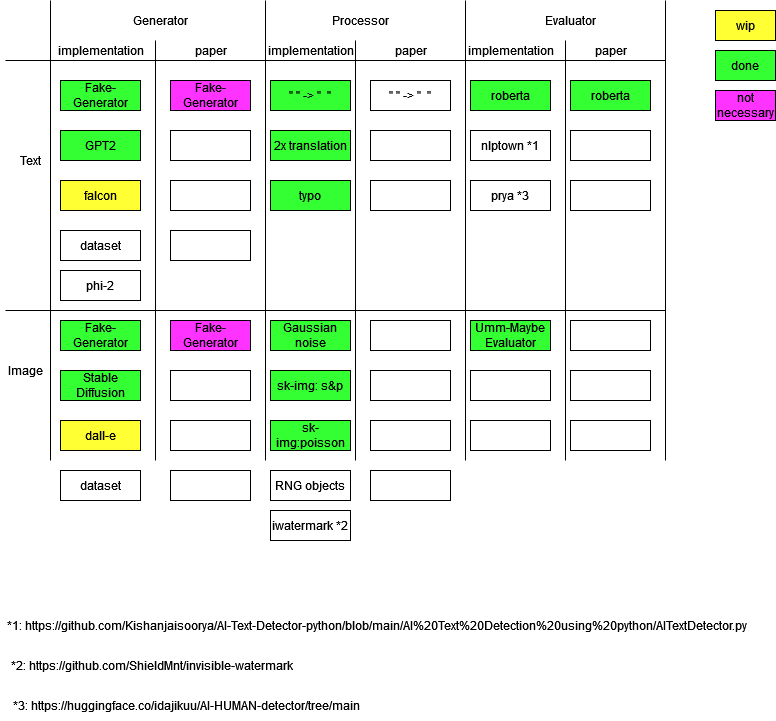 Generator
Processor
Evaluator
wip
implementation
paper
implementation
paper
implementation
paper
done
Fake-
Generator
Fake-
Generator
" " -> "  "
" " -> "  "
roberta
roberta
not
necessary
Text
GPT2
2x translation
nlptown *1
falcon
typo
prya *3
dataset
phi-2
Image
Fake-
Generator
Fake-
Generator
Gaussian
noise
Umm-Maybe
Evaluator
Stable
Diffusion
sk-img: s&p
dall-e
sk-
img:poisson
dataset
RNG objects
iwatermark *2
*1: https://github.com/Kishanjaisoorya/AI-Text-Detector-python/blob/main/AI%20Text%20Detection%20using%20python/AITextDetector.py
*2: https://github.com/ShieldMnt/invisible-watermark
*3: https://huggingface.co/idajikuu/AI-HUMAN-detector/tree/main